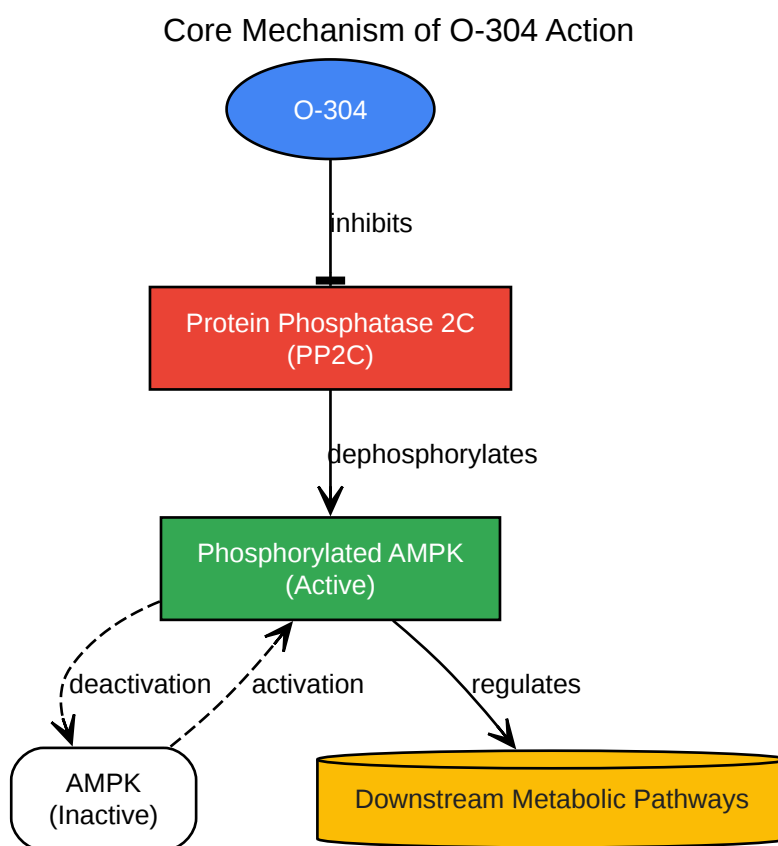 Core Mechanism of O-304 Action
O-304
inhibits
Protein Phosphatase 2C
(PP2C)
dephosphorylates
Phosphorylated AMPK
(Active)
deactivation
activation
regulates
AMPK
(Inactive)
Downstream Metabolic Pathways